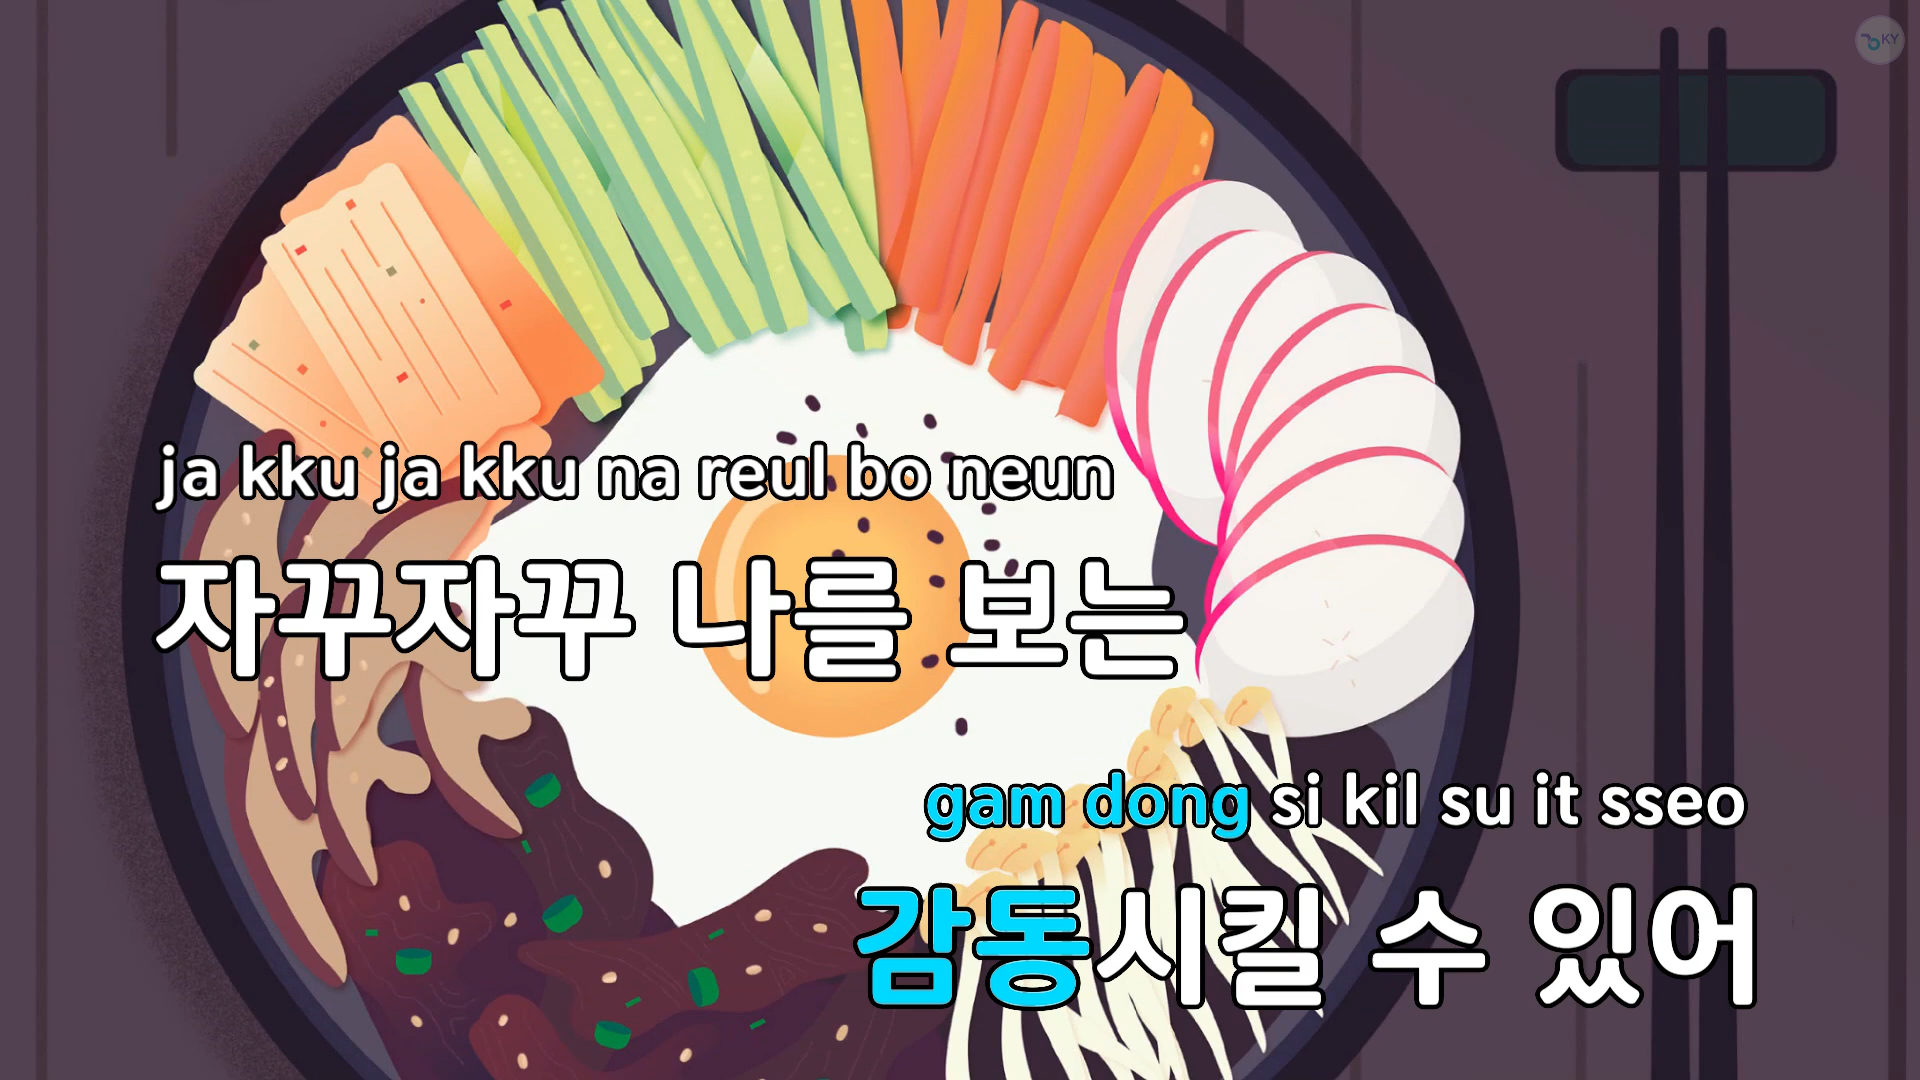 KY
ja kku ja kku na reul bo neun
자꾸자꾸 나를 보는
gam dong si kil su it sseo
감동시킬 수 있어